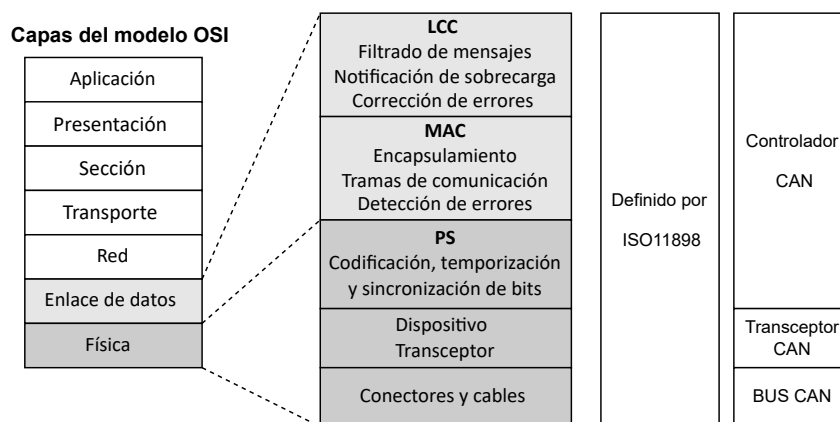 Capas del modelo OSI
Aplicación
Presentación
Sección
Transporte
Red
Enlace de datos
Física
LCC
Filtrado de mensajes
Notificación de sobrecarga
Corrección de errores
MAC
Encapsulamiento
Tramas de comunicación
Detección de errores
PS
Codificación, temporización
y sincronización de bits
Dispositivo
Transceptor
Conectores y cables
Definido por
ISO11898
Controlador
CAN
Transceptor
CAN
BUS CAN